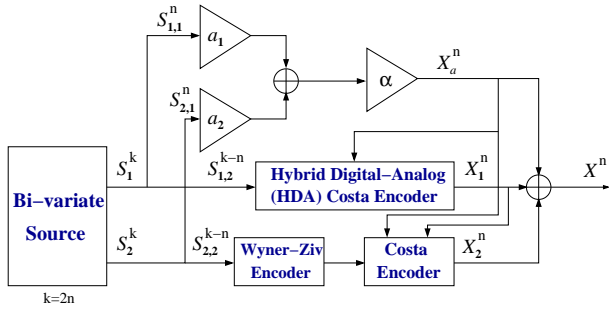 S_{1,1}^n
a_1
S_{2,1}^n
a_2
α
X_a^n
Bi−variate
Source
k=2n
S_1^k
S_{1,2}^{k−n}
Hybrid Digital−Analog
(HDA) Costa Encoder
X_1^n
X^n
S_2^k
S_{2,2}^{k−n}
Wyner−Ziv
Encoder
Costa
Encoder
X_2^n